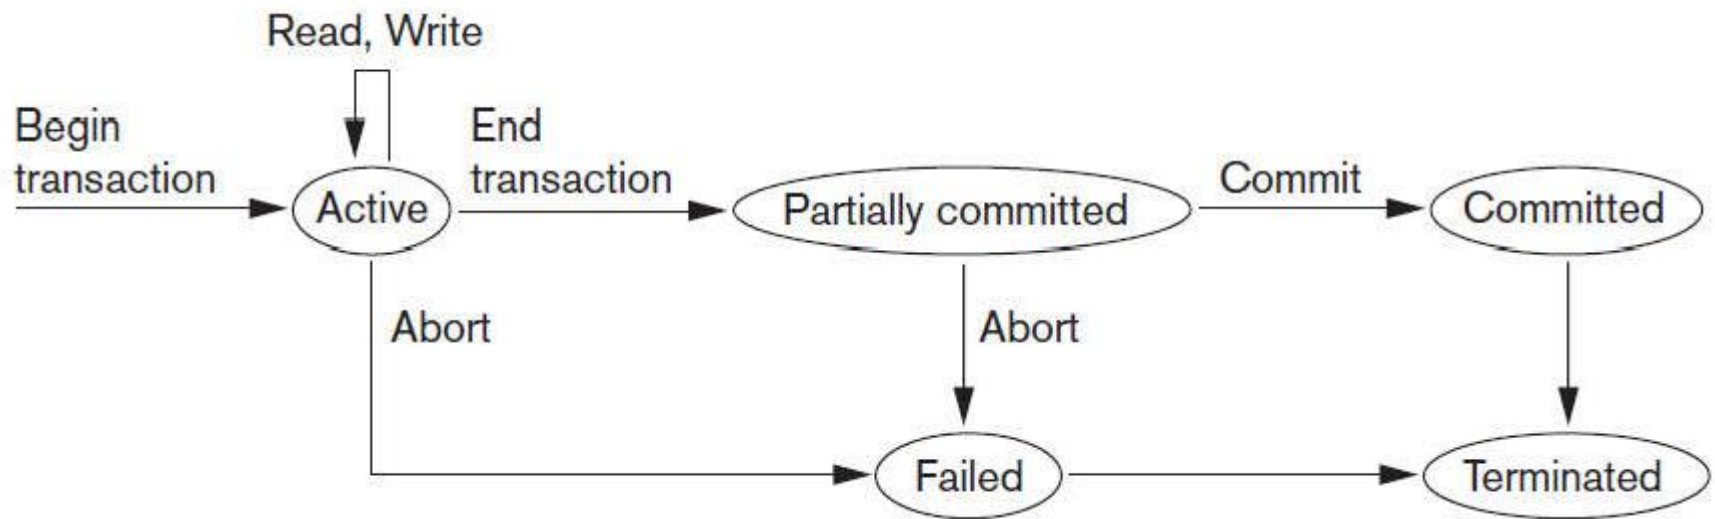 Read, Write
Begin
transaction
End
transaction
Active
Partially committed
Commit
Committed
Abort
Abort
Failed
Terminated